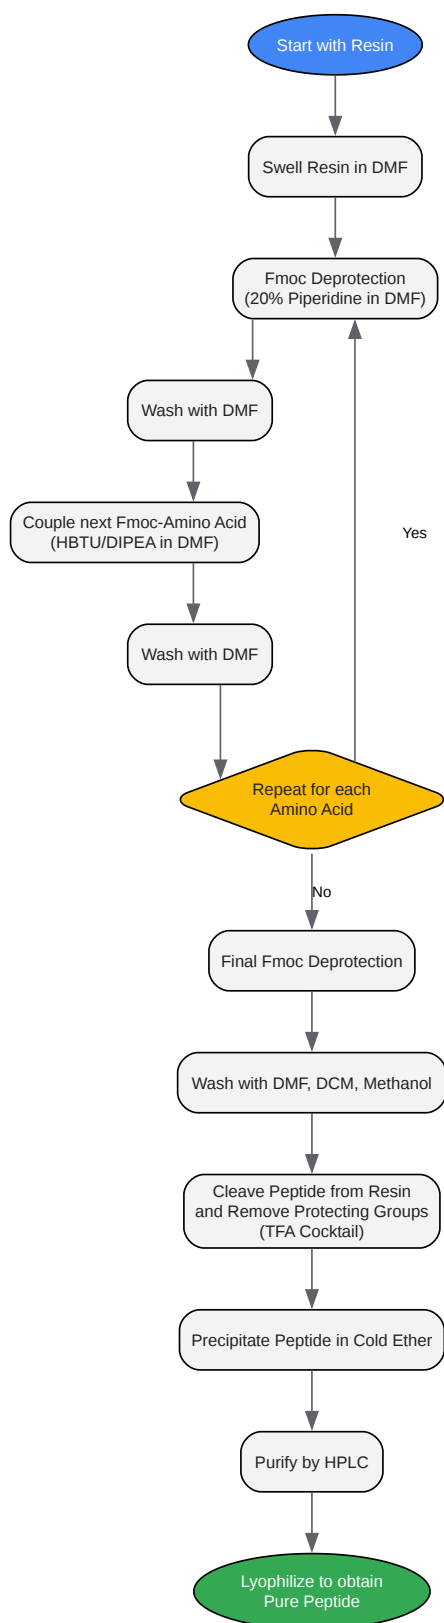 Start with Resin
Swell Resin in DMF
Fmoc Deprotection
(20% Piperidine in DMF)
Wash with DMF
Couple next Fmoc-Amino Acid
(HBTU/DIPEA in DMF)
Yes
Wash with DMF
Repeat for each
Amino Acid
No
Final Fmoc Deprotection
Wash with DMF, DCM, Methanol
Cleave Peptide from Resin
and Remove Protecting Groups
(TFA Cocktail)
Precipitate Peptide in Cold Ether
Purify by HPLC
Lyophilize to obtain
Pure Peptide